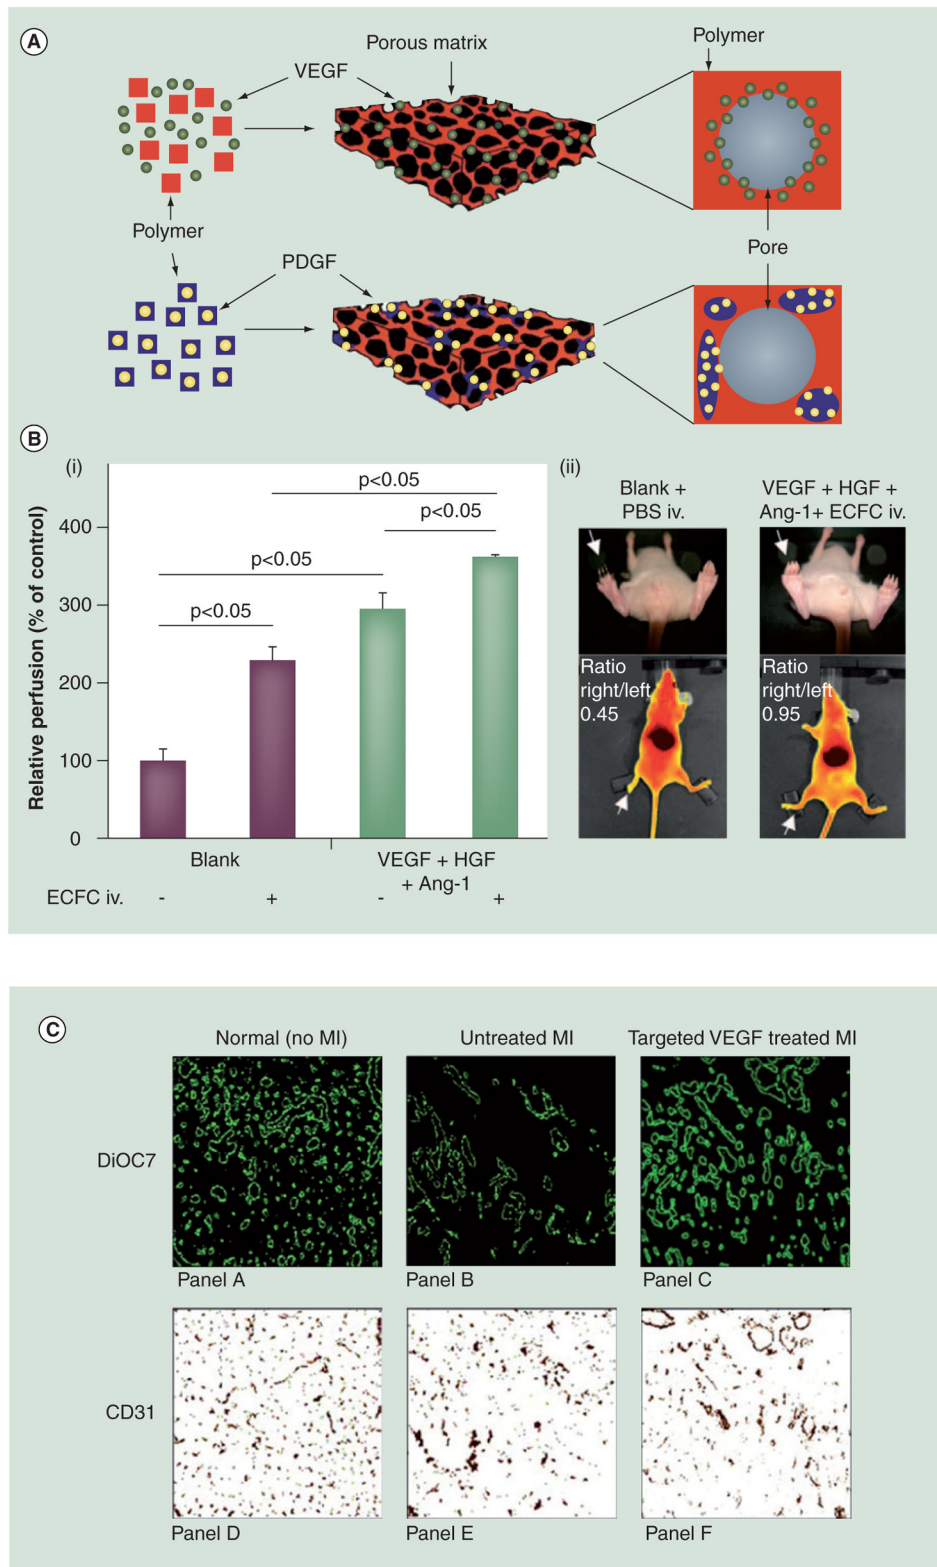 A
Porous matrix
Polymer
VEGF
Polymer
PDGF
Pore
B
(i)
(ii)
p<0.05
p<0.05
p<0.05
p<0.05
Relative perfusion (% of control)
400
300
200
100
0
Blank
VEGF + HGF
+ Ang-1
ECFC iv.
-
+
-
+
Blank +
PBS iv.
VEGF + HGF +
Ang-1+ ECFC iv.
Ratio
right/left
0.45
Ratio
right/left
0.95
C
Normal (no MI)
Untreated MI
Targeted VEGF treated MI
DiOC7
Panel A
Panel B
Panel C
CD31
Panel D
Panel E
Panel F